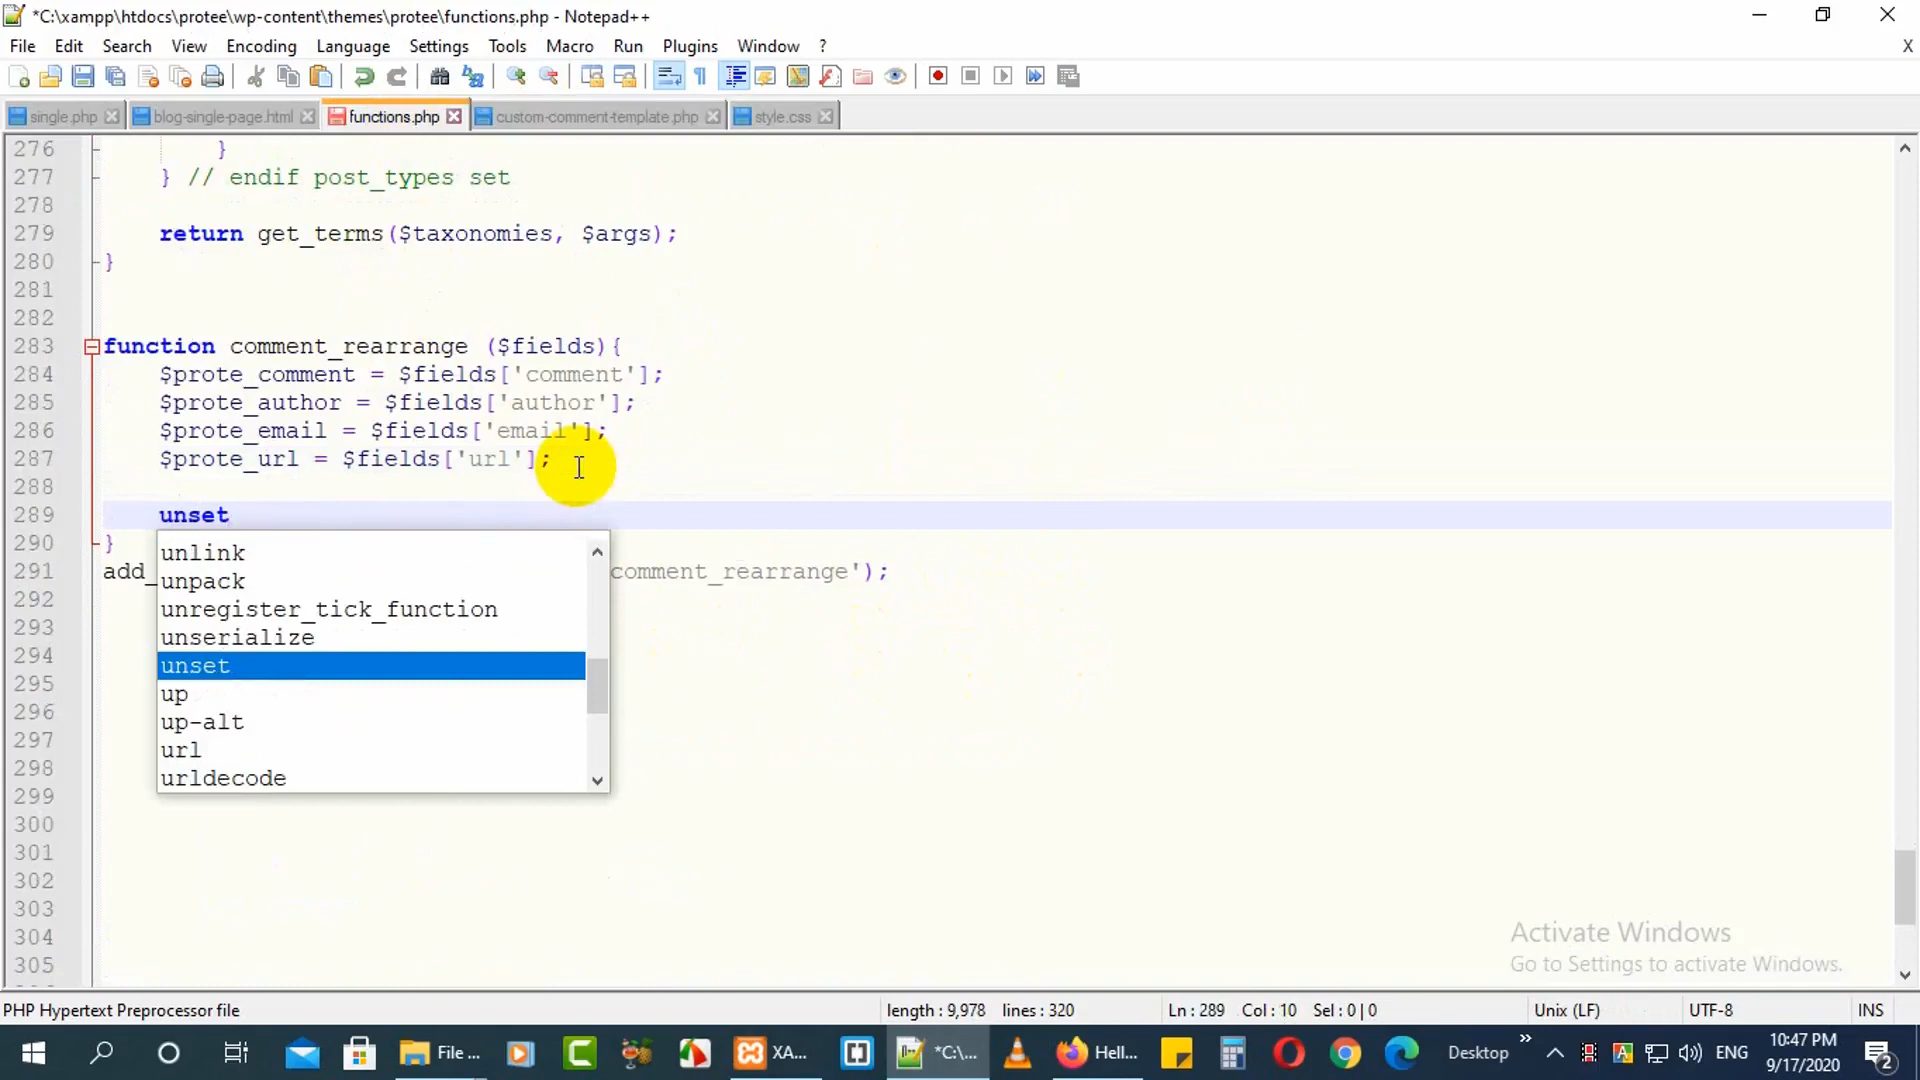 *C:\xampp\htdocs\protee\wp-content\themes\protee\functions.php - Notepad++
File Edit Search View Encoding Language Settings Tools Macro Run Plugins Window ? X
single.php blog-single-page.html functions.php custom-comment-template.php style.css
276 }
277 } // endif post_types set
278
279 return get_terms($taxonomies, $args);
280 }
281
282
283 function comment_rearrange ($fields){
284 $prote_comment = $fields['comment'];
285 $prote_author = $fields['author'];
286 $prote_email = $fields['email'];
287 $prote_url = $fields['url'];
288
289 unset
290 }
291 add_ comment_rearrange');
292
293
294
295
296
297
298
299
300
301
302
303
304
305
unlink
unpack
unregister_tick_function
unserialize
unset
up
up-alt
url
urldecode
Activate Windows
Go to Settings to activate Windows.
PHP Hypertext Preprocessor file length : 9,978 lines : 320 Ln : 289 Col : 10 Sel : 0 | 0 Unix (LF) UTF-8 INS
File ... XA... *C:\... Hell... Desktop ENG 10:47 PM
9/17/2020 2